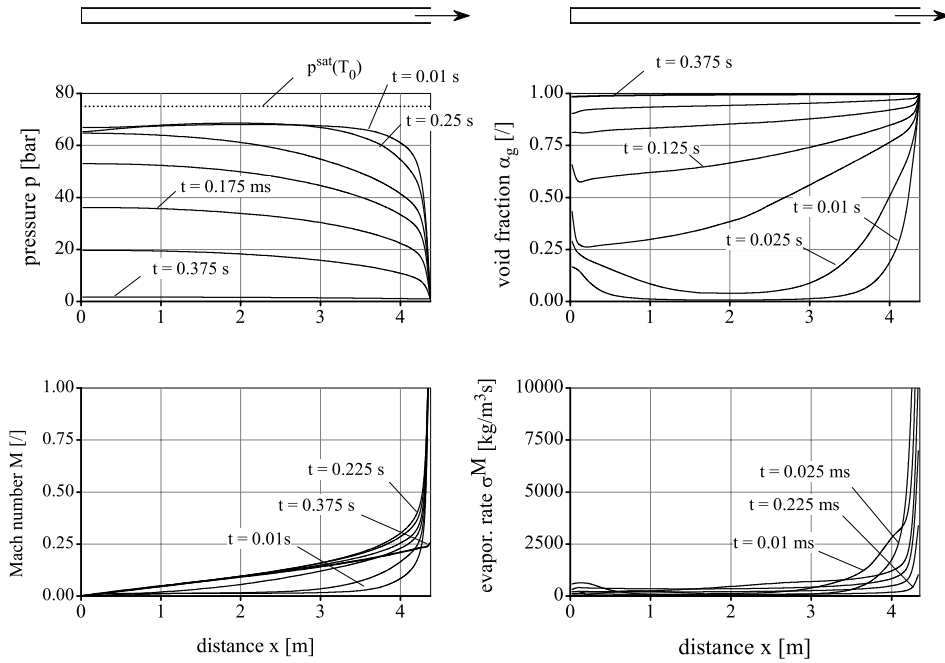 p^sat(T_0)
t = 0.01 s
t = 0.25 s
t = 0.175 ms
t = 0.375 s
80
60
40
20
0
pressure p [bar]
0 1 2 3 4
t = 0.375 s
t = 0.125 s
t = 0.01 s
t = 0.025 s
1.00
0.75
0.50
0.25
0.00
void fraction α_g [/]
0 1 2 3 4
1.00
0.75
0.50
0.25
0.00
Mach number M [/]
t = 0.225 s
t = 0.375 s
t = 0.01s
0 1 2 3 4
distance x [m]
10000
7500
5000
2500
0
evapor. rate σ^M [kg/m³s]
t = 0.025 ms
t = 0.225 ms
t = 0.01 ms
0 1 2 3 4
distance x [m]